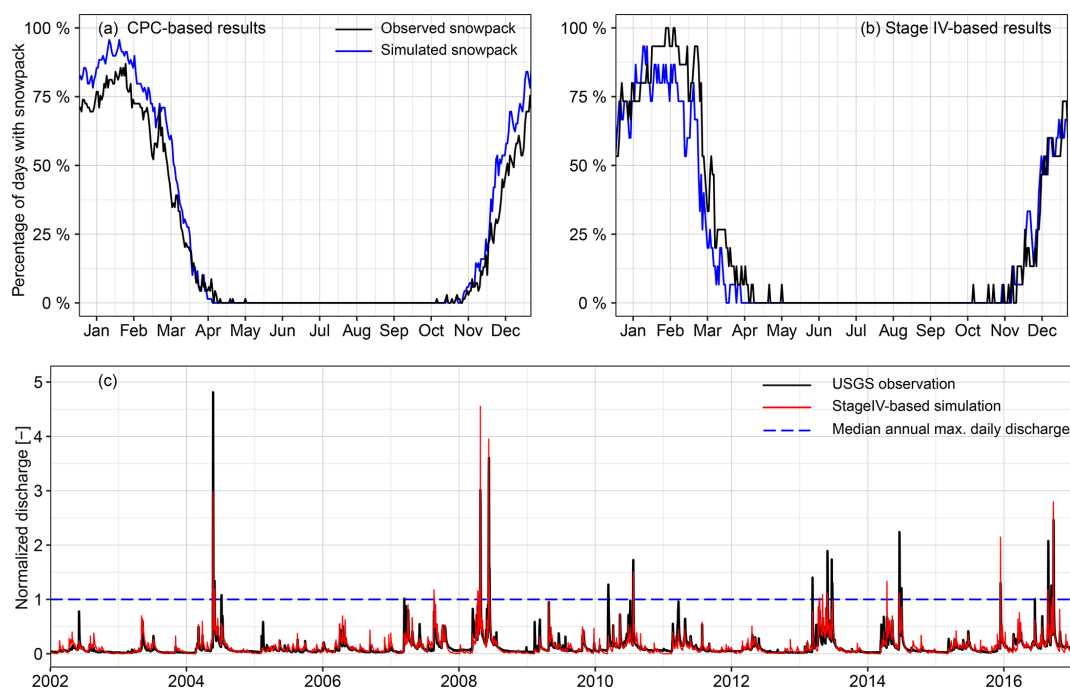 (a) CPC-based results
Observed snowpack
Simulated snowpack
100 %
75 %
50 %
25 %
0 %
Percentage of days with snowpack
Jan Feb Mar Apr May Jun Jul Aug Sep Oct Nov Dec
(b) Stage IV-based results
100 %
75 %
50 %
25 %
0 %
Jan Feb Mar Apr May Jun Jul Aug Sep Oct Nov Dec
(c)
USGS observation
StageIV-based simulation
Median annual max. daily discharge
5
4
3
2
1
0
Normalized discharge [−]
2002 2004 2006 2008 2010 2012 2014 2016